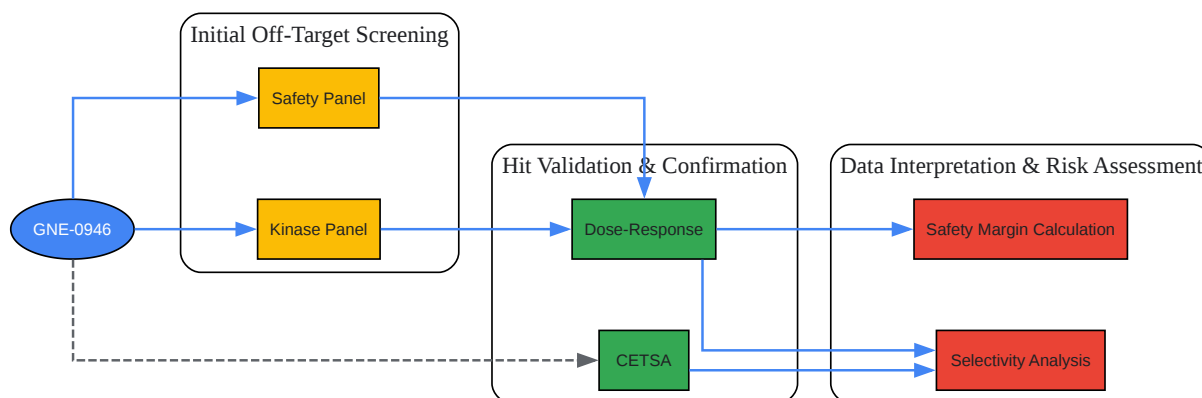 Initial Off-Target Screening
Safety Panel
Hit Validation & Confirmation
Data Interpretation & Risk Assessment
GNE-0946
Kinase Panel
Dose-Response
Safety Margin Calculation
CETSA
Selectivity Analysis